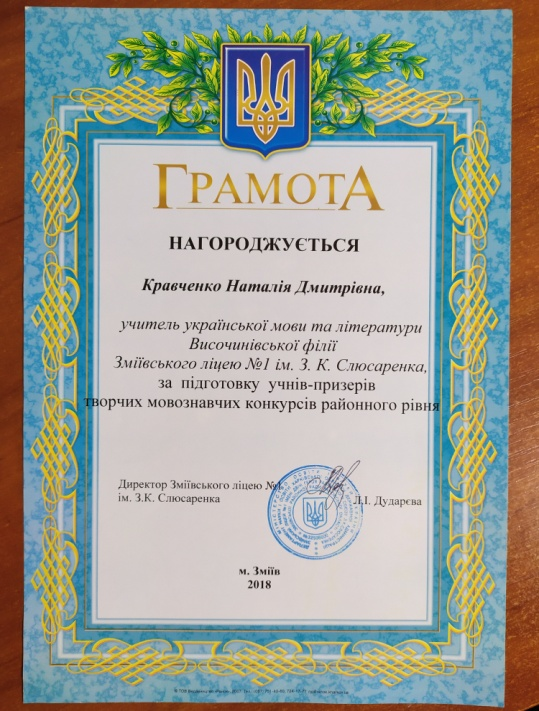 ГРАМОТА
НАГОРОДЖУЄТЬСЯ
Кравченко Наталія Дмитрівна,
учитель української мови та літератури
Височинівської філії
Зміївського ліцею №1 ім. З. К. Слюсаренка,
за підготовку учнів-призерів
творчих мовознавчих конкурсів районного рівня
Директор Зміївського ліцею №1
ім. З.К. Слюсаренка
Л.І. Дударєва
м. Зміїв
2018